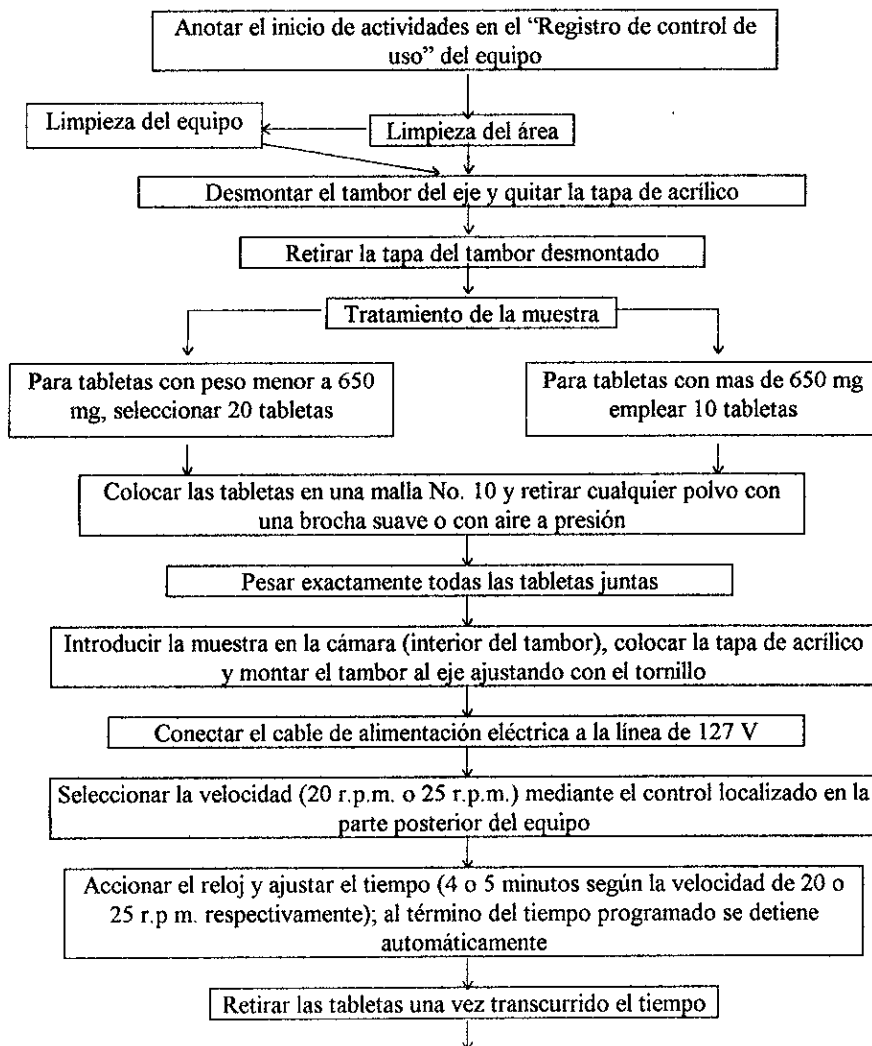 Anotar el inicio de actividades en el “Registro de control de
uso” del equipo
Limpieza del equipo
Limpieza del área
Desmontar el tambor del eje y quitar la tapa de acrílico
Retirar la tapa del tambor desmontado
Tratamiento de la muestra
Para tabletas con peso menor a 650
mg, seleccionar 20 tabletas
Para tabletas con mas de 650 mg
emplear 10 tabletas
Colocar las tabletas en una malla No. 10 y retirar cualquier polvo con
una brocha suave o con aire a presión
Pesar exactamente todas las tabletas juntas
Introducir la muestra en la cámara (interior del tambor), colocar la tapa de acrílico
y montar el tambor al eje ajustando con el tornillo
Conectar el cable de alimentación eléctrica a la línea de 127 V
Seleccionar la velocidad (20 r.p.m. o 25 r.p.m.) mediante el control localizado en la
parte posterior del equipo
Accionar el reloj y ajustar el tiempo (4 o 5 minutos según la velocidad de 20 o
25 r.p m. respectivamente); al término del tiempo programado se detiene
automáticamente
Retirar las tabletas una vez transcurrido el tiempo